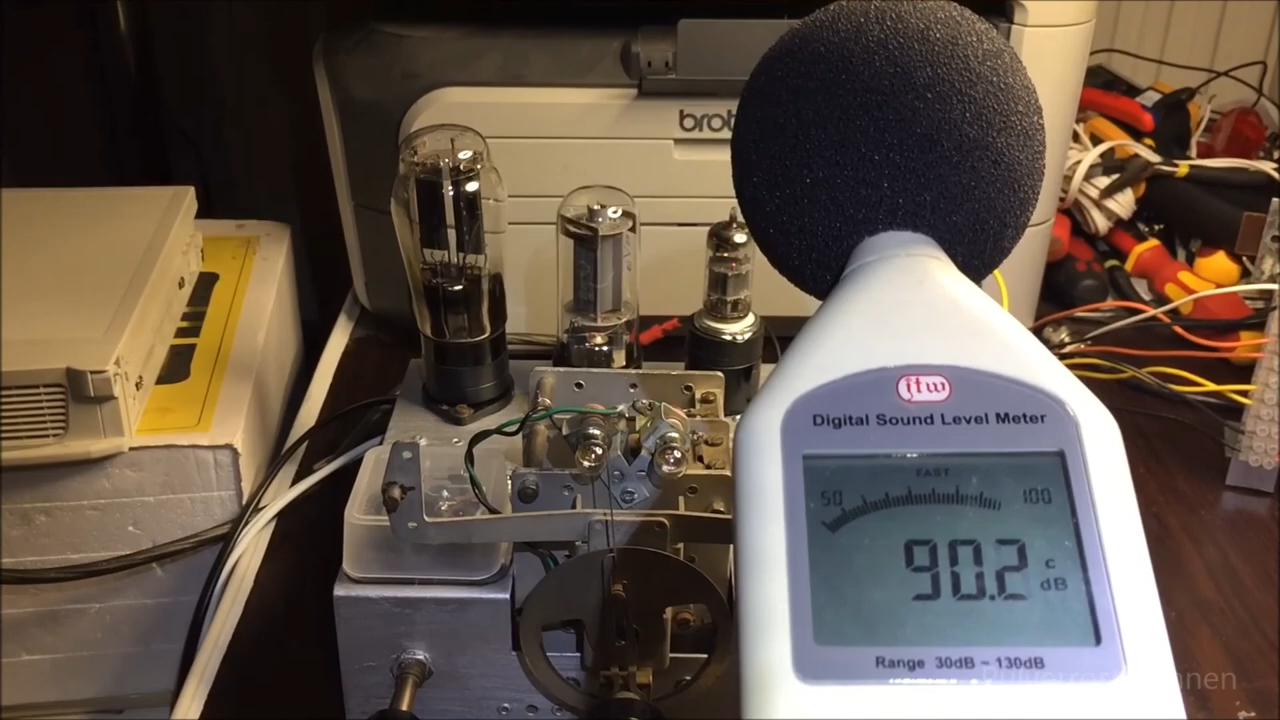 brot
ftw
Digital Sound Level Meter
FAST
50
100
90.2
c
dB
Range 30dB ~ 130dB